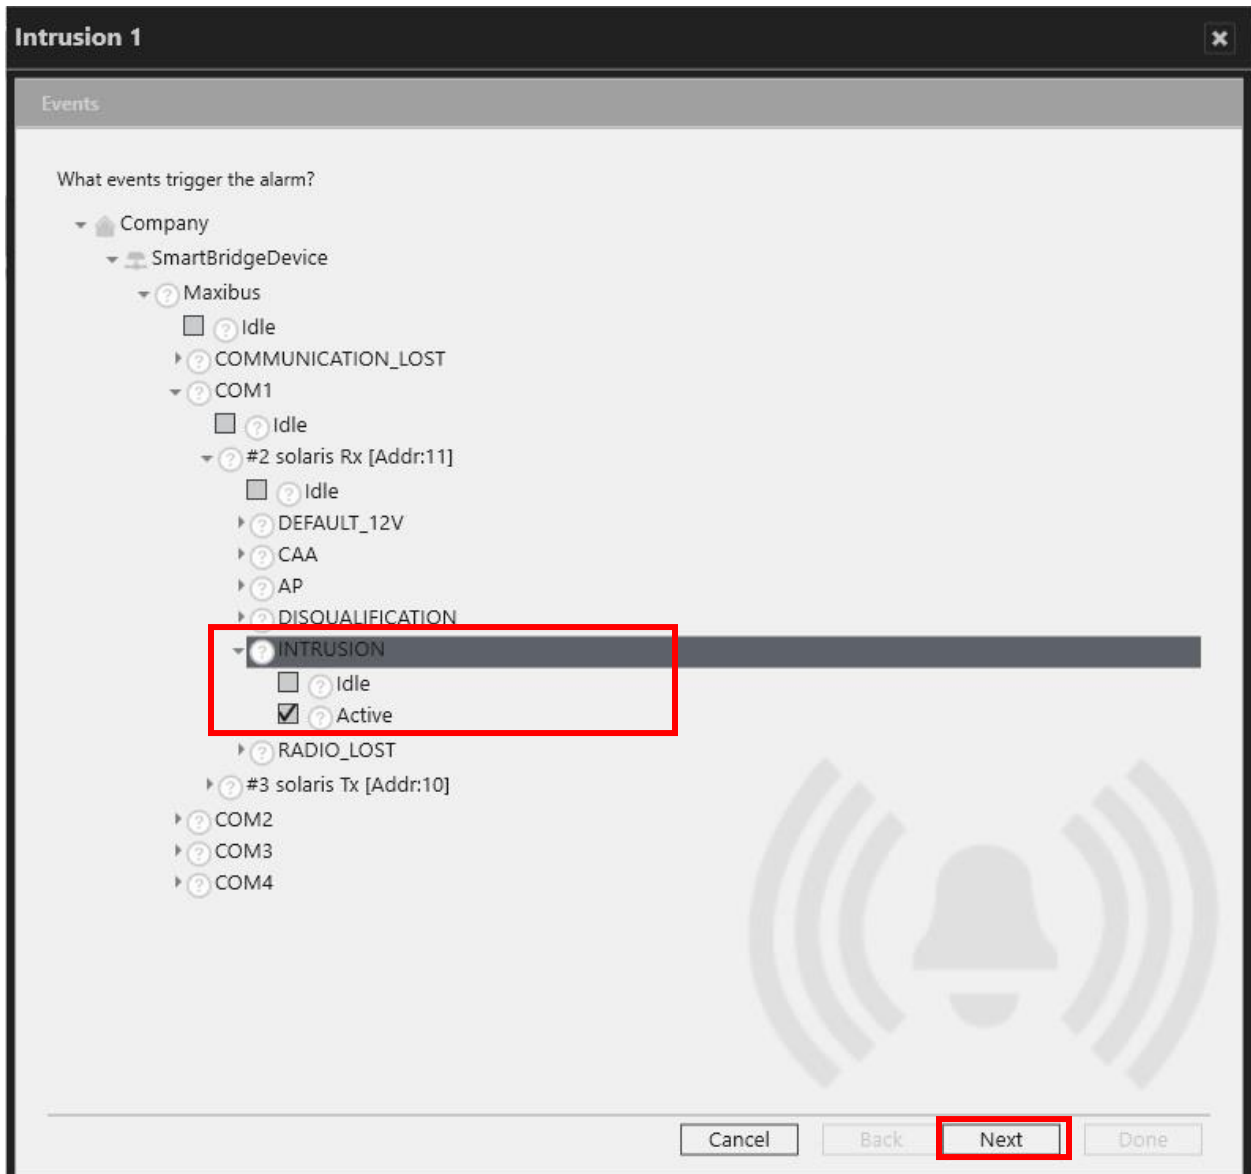 Intrusion 1
Events
What events trigger the alarm?
Company
SmartBridgeDevice
Maxibus
Idle
COMMUNICATION_LOST
COM1
Idle
#2 solaris Rx [Addr:11]
Idle
DEFAULT_12V
CAA
AP
DISQUALIFICATION
INTRUSION
Idle
Active
RADIO_LOST
#3 solaris Tx [Addr:10]
COM2
COM3
COM4
Cancel Back Next Done